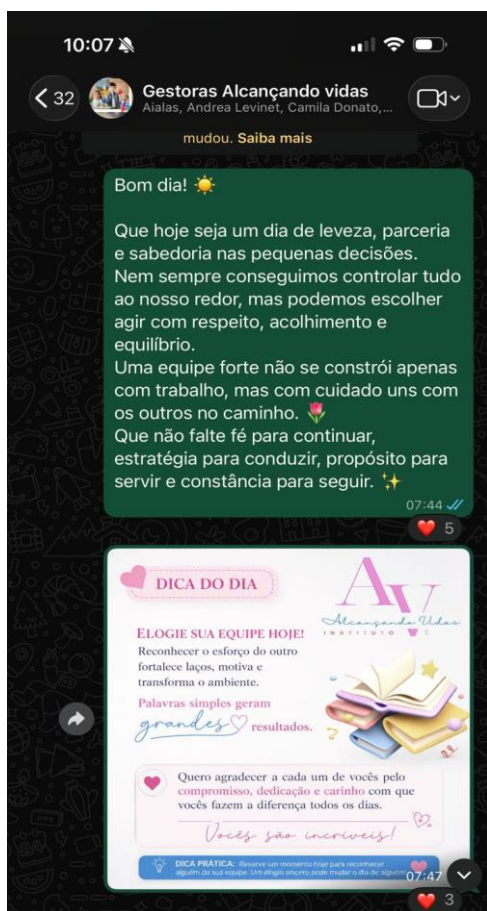 10:07
32
Gestoras Alcançando vidas
Aialas, Andrea Levinet, Camila Donato,...
mudou. Saiba mais
Bom dia! ☀️
Que hoje seja um dia de leveza, parceria
e sabedoria nas pequenas decisões.
Nem sempre conseguimos controlar tudo
ao nosso redor, mas podemos escolher
agir com respeito, acolhimento e
equilíbrio.
Uma equipe forte não se constrói apenas
com trabalho, mas com cuidado uns com
os outros no caminho. 🌷
Que não falte fé para continuar,
estratégia para conduzir, propósito para
servir e constância para seguir. ✨
07:44
❤️ 5
DICA DO DIA
AV
Alcançando Vidas
INSTITUTO
ELOGIE SUA EQUIPE HOJE!
Reconhecer o esforço do outro
fortalece laços, motiva e
transforma o ambiente.
Palavras simples geram
grandes resultados.
Quero agradecer a cada um de vocês pelo
compromisso, dedicação e carinho com que
vocês fazem a diferença todos os dias.
Vocês são incríveis!
DICA PRÁTICA: Reserve um momento hoje para reconhecer
alguém da sua equipe. Um elogio sincero pode mudar o dia de alguém!
07:47
❤️ 3